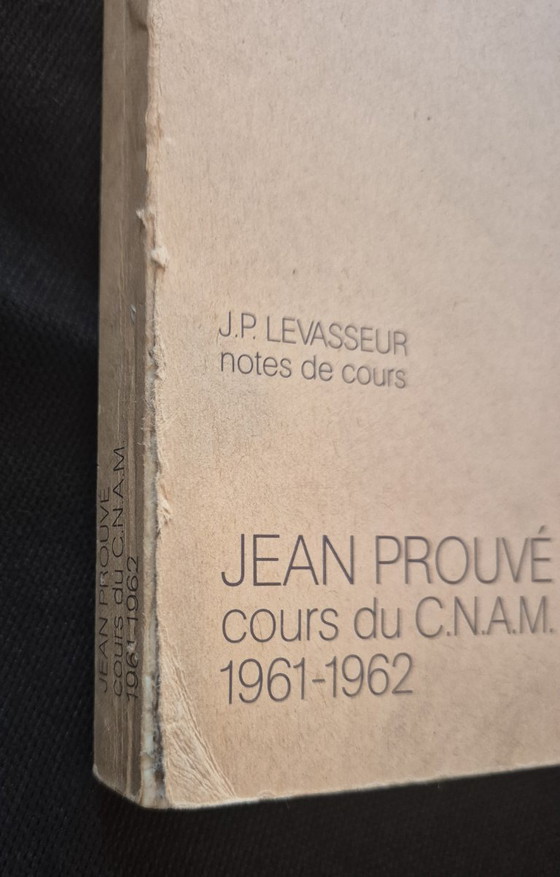 J.P. LEVASSEUR
notes de cours
JEAN PROUVÉ
cours du C.N.A.M.
1961-1962
JEAN PROUVÉ
cours du C.N.A.M.
1961-1962